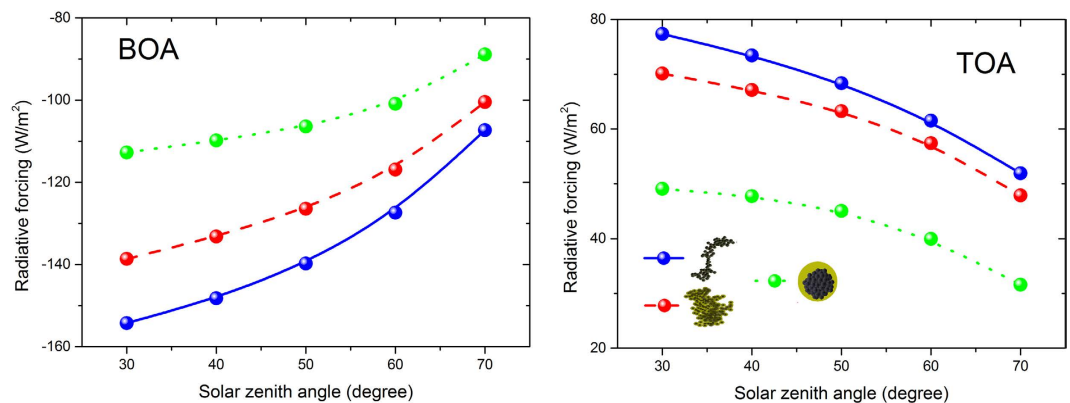 BOA
Radiative forcing (W/m²)
-80
-100
-120
-140
-160
30 40 50 60 70
Solar zenith angle (degree)
TOA
Radiative forcing (W/m²)
80
60
40
20
30 40 50 60 70
Solar zenith angle (degree)